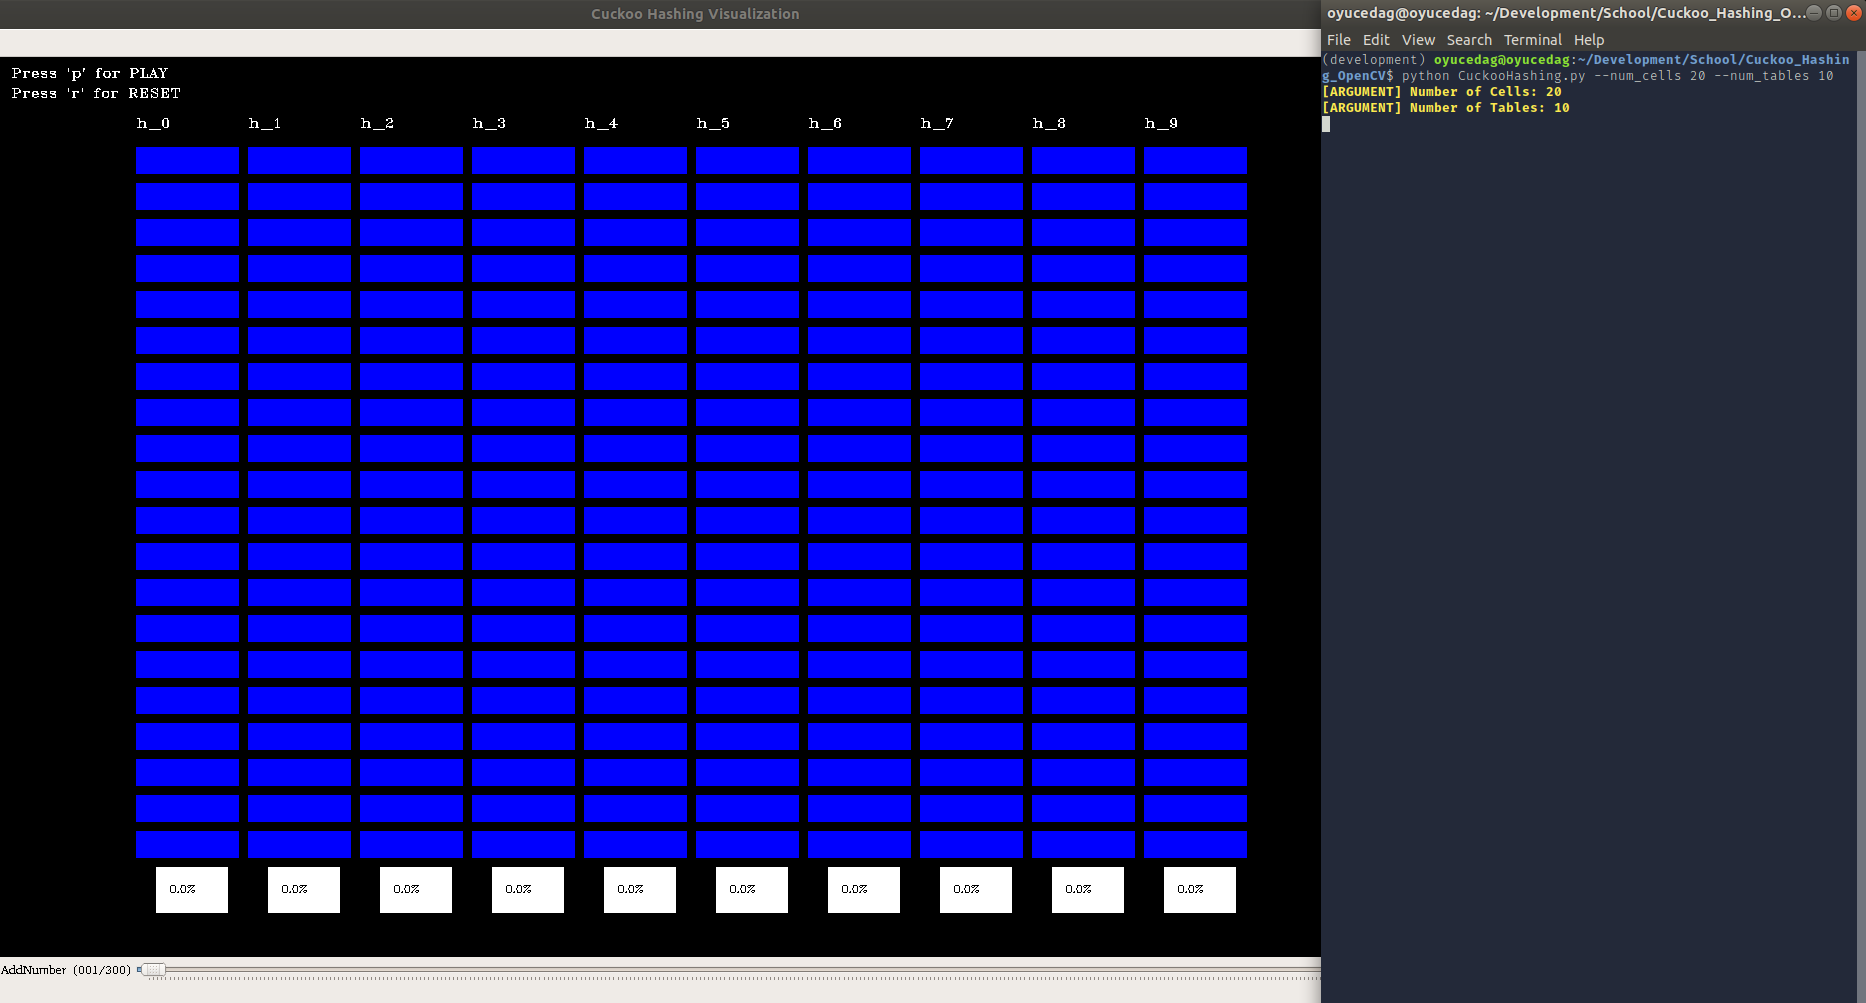 Cuckoo Hashing Visualization
Press 'p' for PLAY
Press 'r' for RESET
h_0 h_1 h_2 h_3 h_4 h_5 h_6 h_7 h_8 h_9
0.0% 0.0% 0.0% 0.0% 0.0% 0.0% 0.0% 0.0% 0.0% 0.0%
AddNumber (001/300)
oyucedag@oyucedag: ~/Development/School/Cuckoo_Hashing_O...
File Edit View Search Terminal Help
(development) oyucedag@oyucedag:~/Development/School/Cuckoo_Hashin
g_OpenCV$ python CuckooHashing.py --num_cells 20 --num_tables 10
[ARGUMENT] Number of Cells: 20
[ARGUMENT] Number of Tables: 10